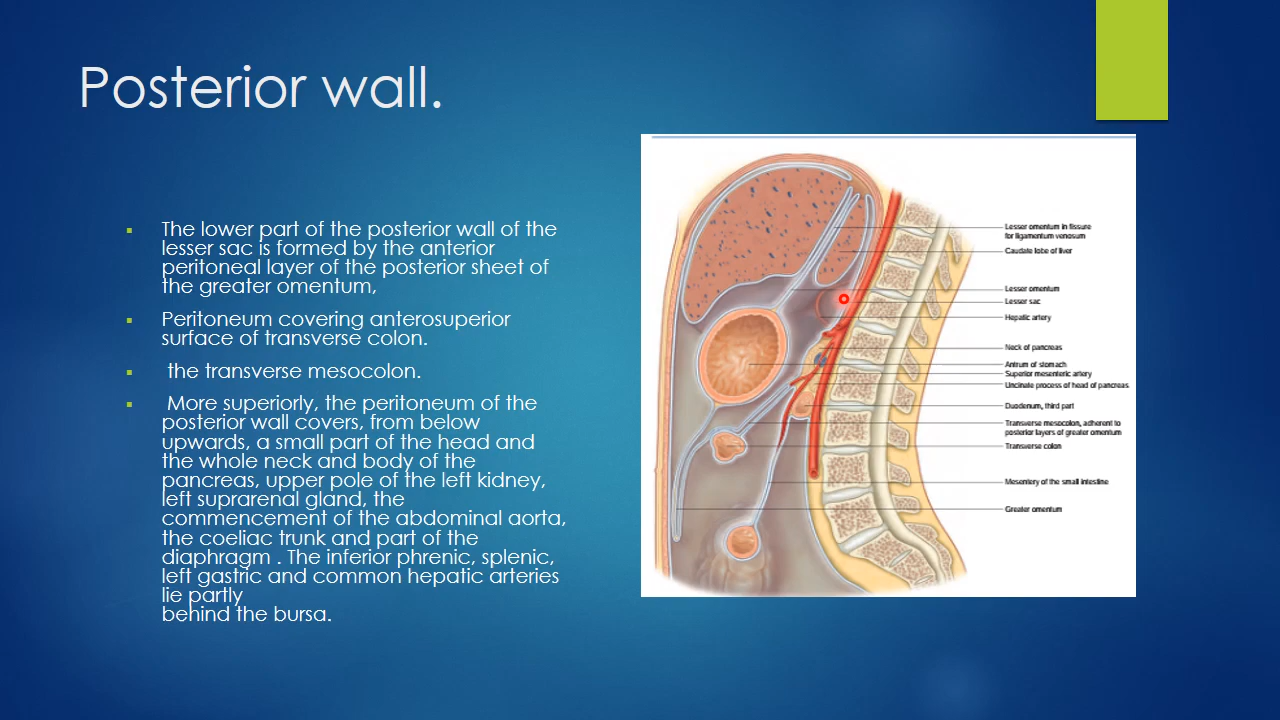 Posterior wall.
The lower part of the posterior wall of the
lesser sac is formed by the anterior
peritoneal layer of the posterior sheet of
the greater omentum,
Peritoneum covering anterosuperior
surface of transverse colon.
the transverse mesocolon.
More superiorly, the peritoneum of the
posterior wall covers, from below
upwards, a small part of the head and
the whole neck and body of the
pancreas, upper pole of the left kidney,
left suprarenal gland, the
commencement of the abdominal aorta,
the coeliac trunk and part of the
diaphragm . The inferior phrenic, splenic,
left gastric and common hepatic arteries
lie partly
behind the bursa.
Lesser omentum in fissure
for ligamentum venosum
Caudate lobe of liver
Lesser omentum
Lesser sac
Hepatic artery
Neck of pancreas
Antrum of stomach
Superior mesenteric artery
Uncinate process of head of pancreas
Duodenum, third part
Transverse mesocolon, adherent to
posterior layers of greater omentum
Transverse colon
Mesentery of the small intestine
Greater omentum